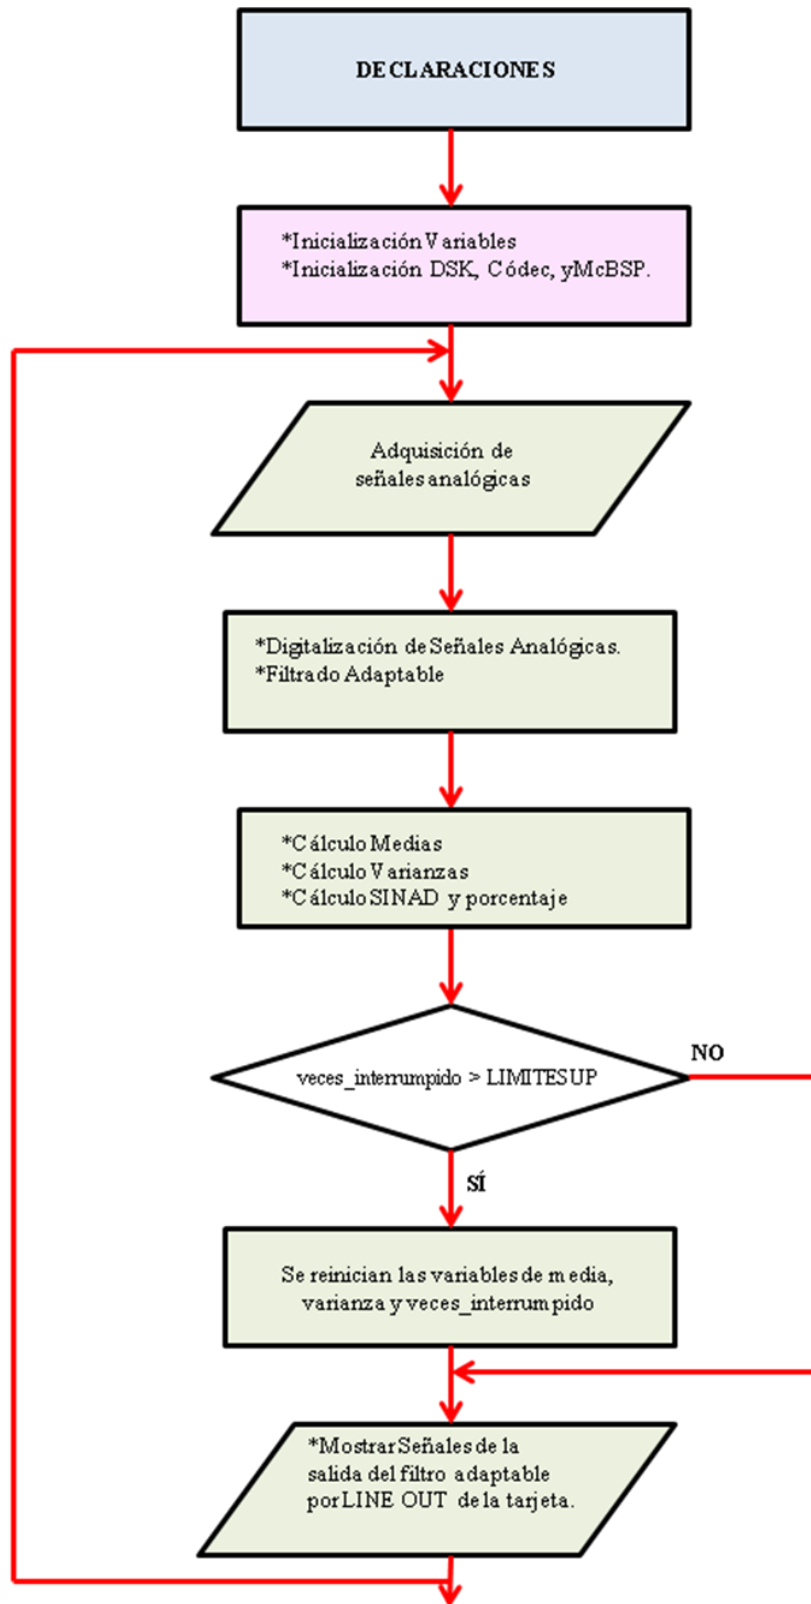 DECLARACIONES
*Inicialización Variables
*Inicialización DSK, Códec, yMcBSP.
Adquisición de
señales analógicas
*Digitalización de Señales Analógicas.
*Filtrado Adaptable
*Cálculo Medias
*Cálculo Varianzas
*Cálculo SINAD y porcentaje
veces_interrumpido > LIMITESUP
NO
SÍ
Se reinician las variables de media,
varianza y veces_interrumpido
*Mostrar Señales de la
salida del filtro adaptable
por LINE OUT de la tarjeta.